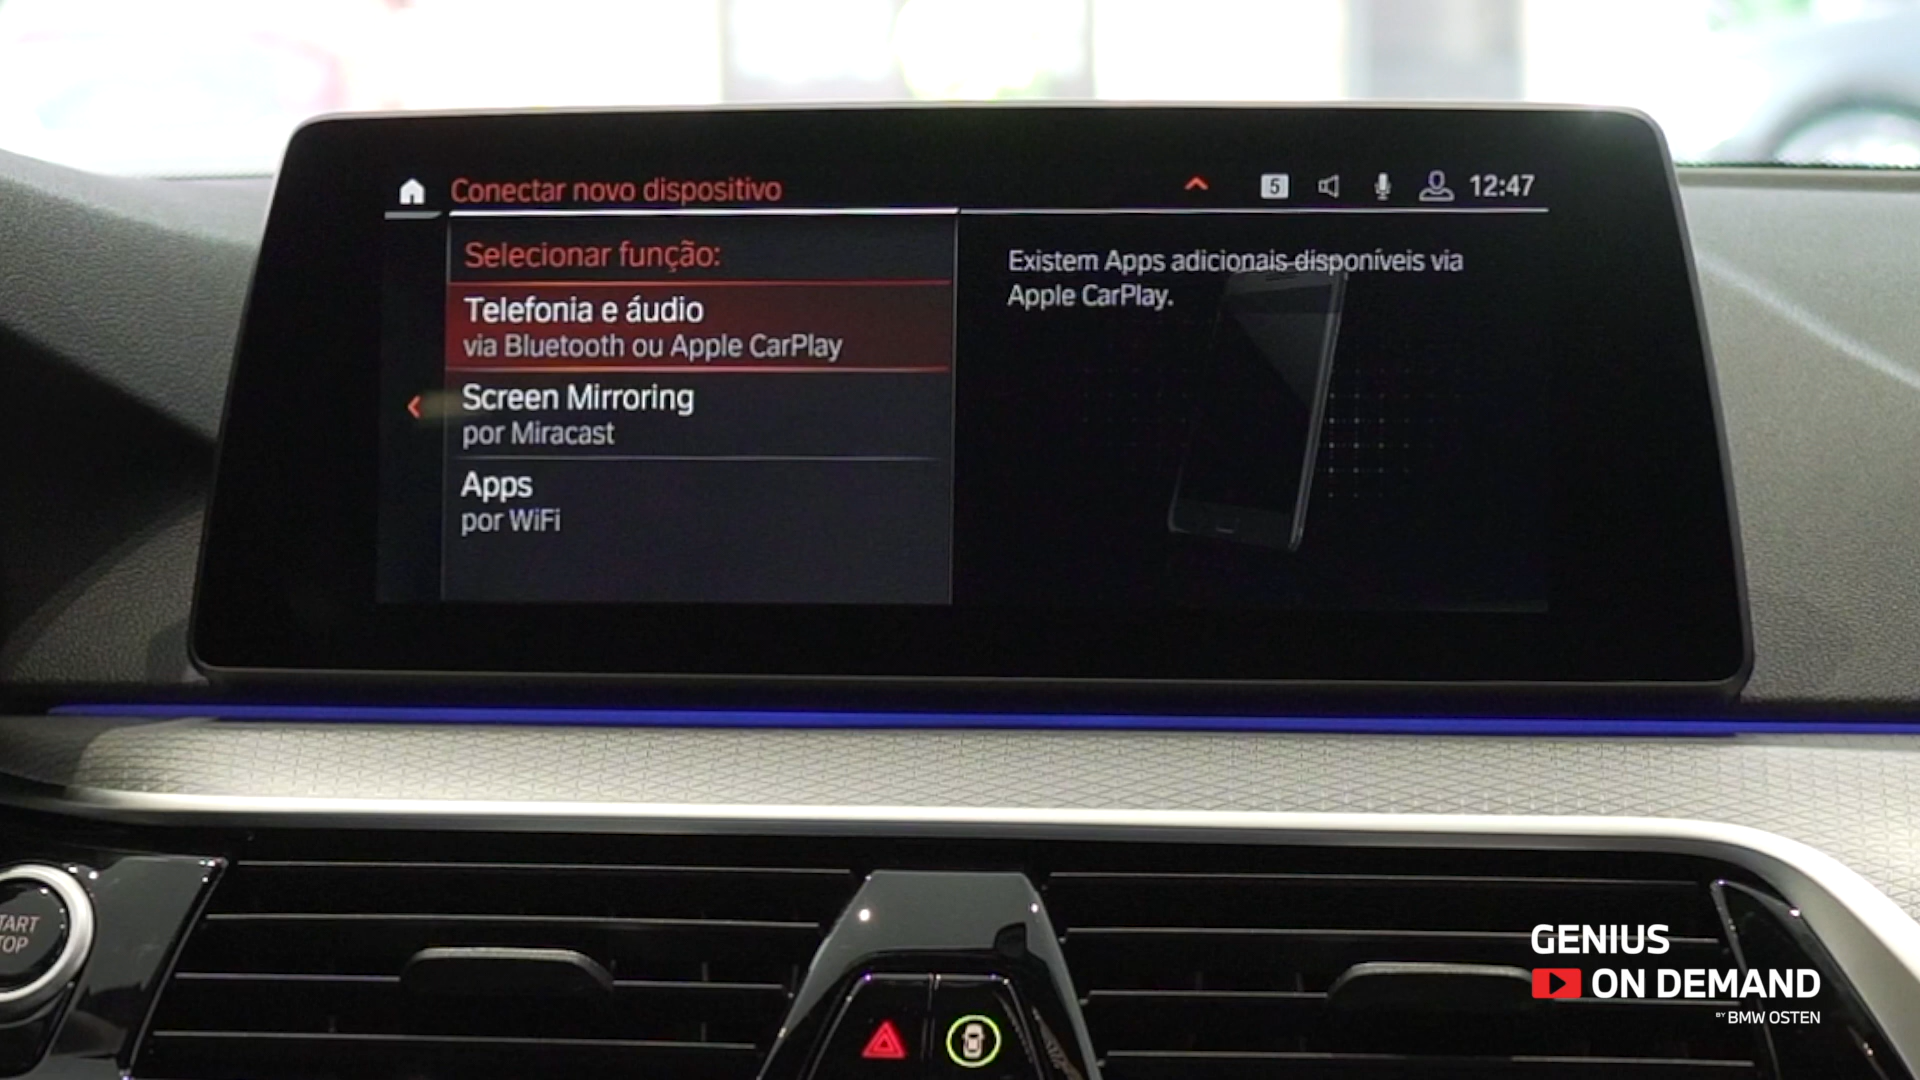 Conectar novo dispositivo
5
12:47
Selecionar função:
Telefonia e áudio
via Bluetooth ou Apple CarPlay
Screen Mirroring
por Miracast
Apps
por WiFi
Existem Apps adicionais disponíveis via
Apple CarPlay.
TART
TOP
GENIUS
ON DEMAND
BY BMW OSTEN